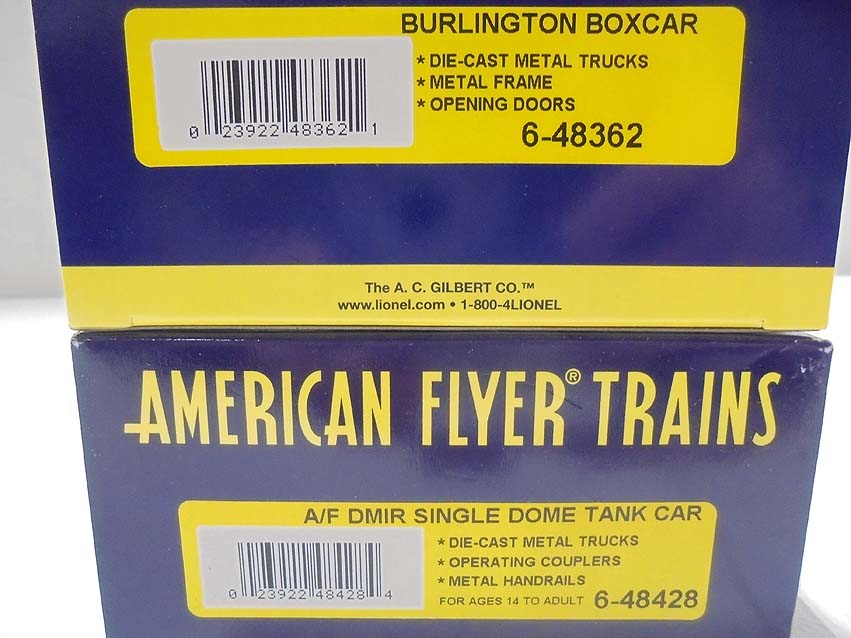 BURLINGTON BOXCAR
* DIE-CAST METAL TRUCKS
* METAL FRAME
* OPENING DOORS
6-48362
0 23922 48362 1
The A. C. GILBERT CO.™
www.lionel.com • 1-800-4LIONEL
AMERICAN FLYER® TRAINS
A/F DMIR SINGLE DOME TANK CAR
* DIE-CAST METAL TRUCKS
* OPERATING COUPLERS
* METAL HANDRAILS
FOR AGES 14 TO ADULT 6-48428
0 23922 48428 4